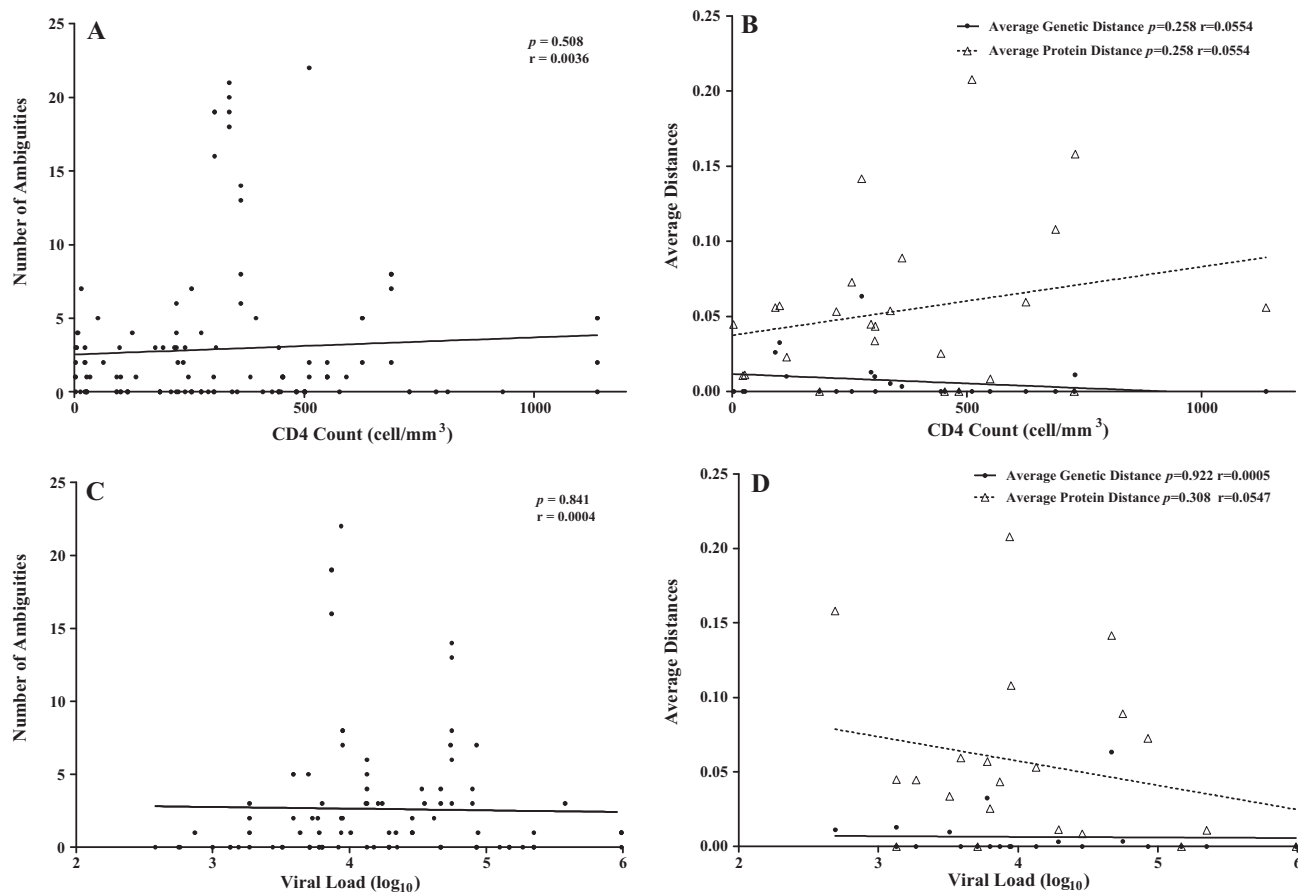 A
p = 0.508
r = 0.0036
25
20
15
10
5
0
Number of Ambiguities
0
500
1000
CD4 Count (cell/mm³)
B
Average Genetic Distance p=0.258 r=0.0554
Average Protein Distance p=0.258 r=0.0554
0.25
0.20
0.15
0.10
0.05
0.00
Average Distances
0
500
1000
CD4 Count (cell/mm³)
C
p = 0.841
r = 0.0004
25
20
15
10
5
0
Number of Ambiguities
2
3
4
5
6
Viral Load (log₁₀)
D
Average Genetic Distance p=0.922 r=0.0005
Average Protein Distance p=0.308 r=0.0547
0.25
0.20
0.15
0.10
0.05
0.00
Average Distances
2
3
4
5
6
Viral Load (log₁₀)